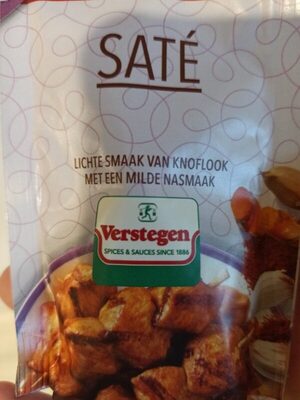 SATÉ
LICHTE SMAAK VAN KNOFLOOK
MET EEN MILDE NASMAAK
Verstegen
SPICES & SAUCES SINCE 1886